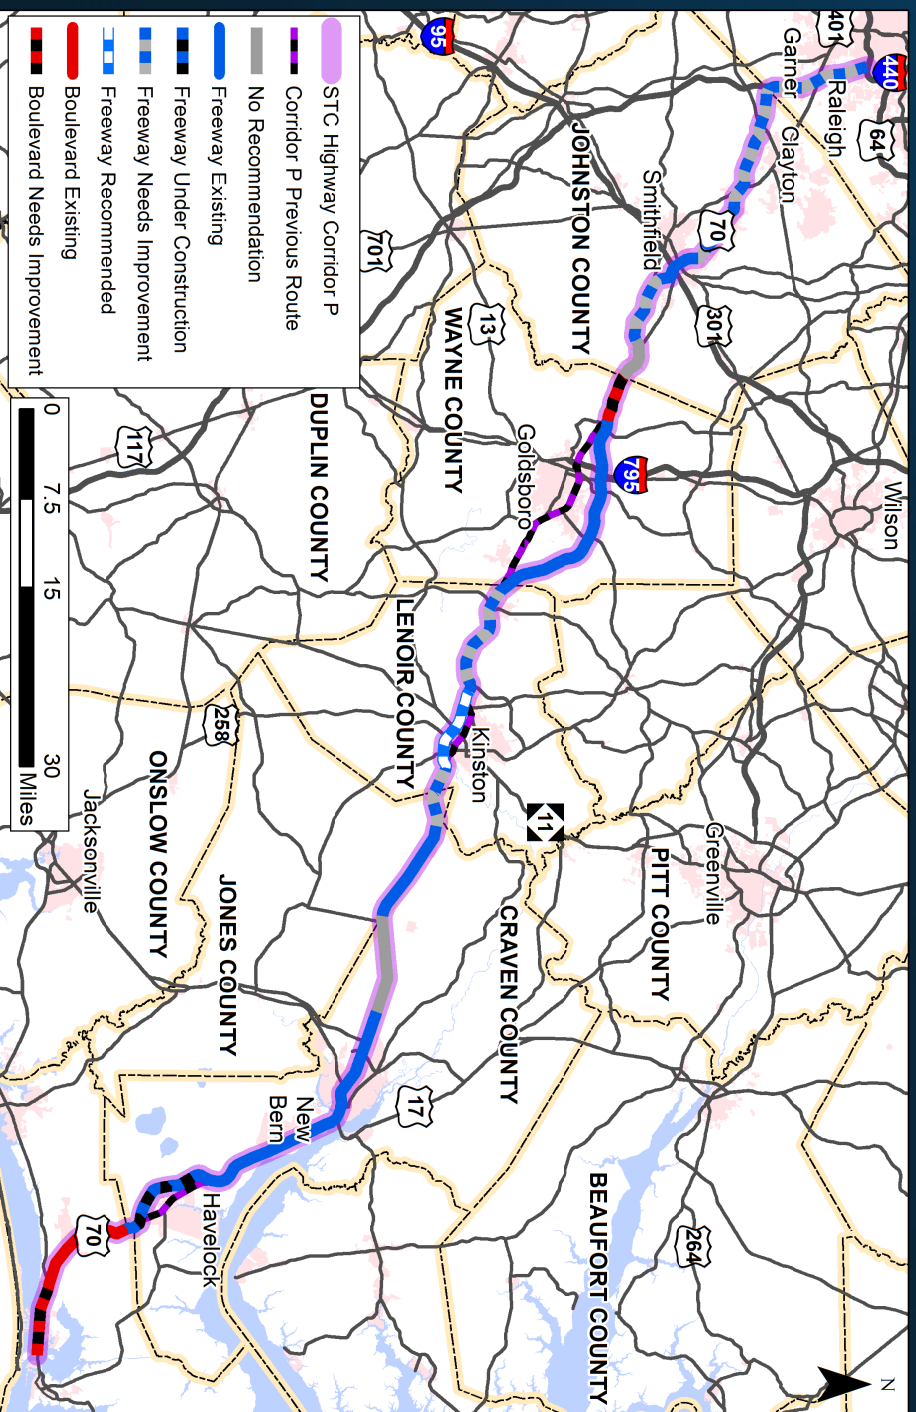 440
401
Raleigh
64
Garner
Clayton
95
70
Smithfield
JOHNSTON COUNTY
301
701
13
WAYNE COUNTY
Wilson
795
Goldsboro
117
DUPLIN COUNTY
LENOIR COUNTY
258
Kinston
11
Greenville
PITT COUNTY
ONSLOW COUNTY
Jacksonville
JONES COUNTY
CRAVEN COUNTY
17
New
Bern
BEAUFORT COUNTY
264
Havelock
70
N
STC Highway Corridor P
Corridor P Previous Route
No Recommendation
Freeway Existing
Freeway Under Construction
Freeway Needs Improvement
Freeway Recommended
Boulevard Existing
Boulevard Needs Improvement
0 7.5 15 30
Miles